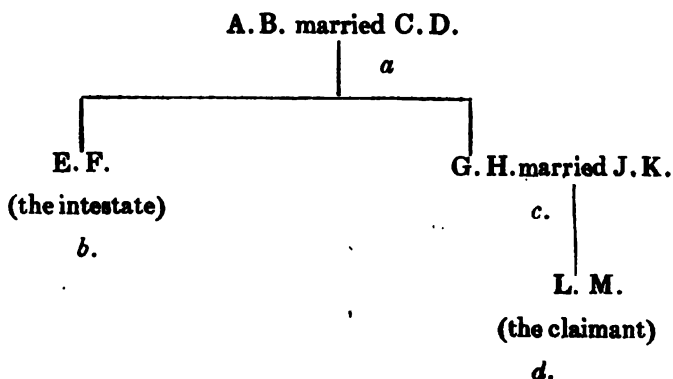 A. B. married C. D.
a
E. F.
G. H. married J. K.
(the intestate)
c.
b.
L. M.
(the claimant)
d.